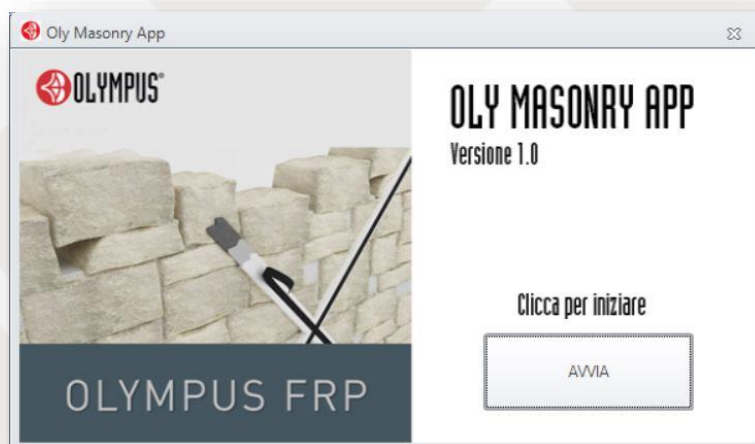 Oly Masonry App
OLYMPUS®
OLY MASONRY APP
Versione 1.0
Clicca per iniziare
AVVIA
OLYMPUS FRP